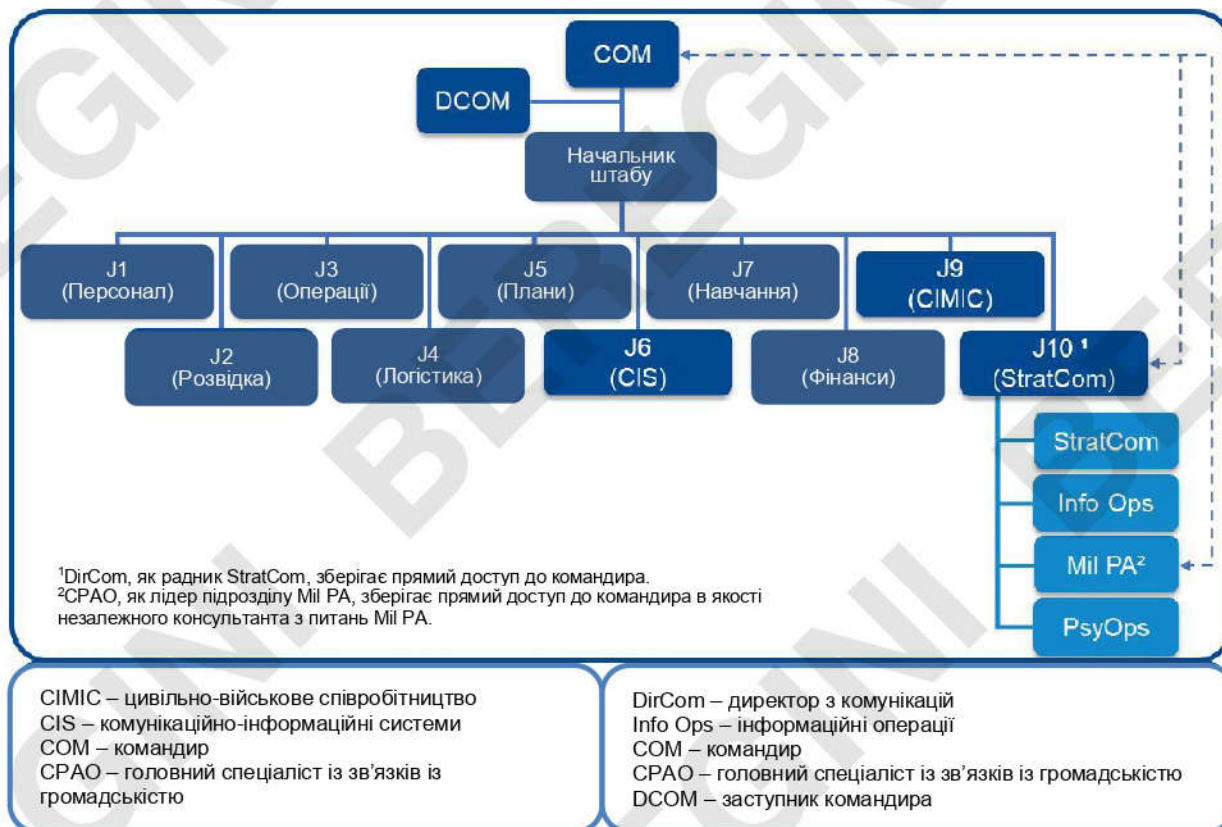 COM
DCOM
Начальник
штабу
J1
(Персонал)
J3
(Операції)
J5
(Плани)
J7
(Навчання)
J9
(CIMIC)
J2
(Розвідка)
J4
(Логістика)
J6
(CIS)
J8
(Фінанси)
J10 ¹
(StratCom)
StratCom
Info Ops
Mil PA²
PsyOps
¹DirCom, як радник StratCom, зберігає прямий доступ до командира.
²CPAO, як лідер підрозділу Mil PA, зберігає прямий доступ до командира в якості
незалежного консультанта з питань Mil PA.
CIMIC – цивільно-військове співробітництво
CIS – комунікаційно-інформаційні системи
COM – командир
CPAO – головний спеціаліст із зв’язків із
громадськістю
DirCom – директор з комунікацій
Info Ops – інформаційні операції
COM – командир
CPAO – головний спеціаліст із зв’язків із громадськістю
DCOM – заступник командира
BEREGINI